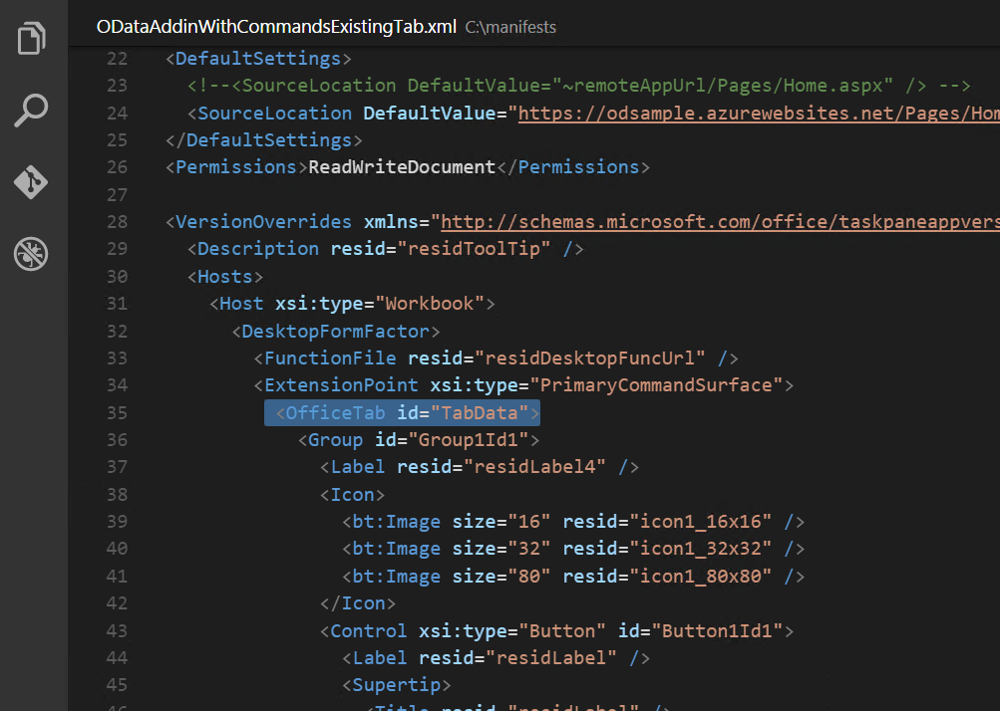 ODataAddinWithCommandsExistingTab.xml C:\manifests
22 <DefaultSettings>
23 <!--<SourceLocation DefaultValue="~remoteAppUrl/Pages/Home.aspx" /> -->
24 <SourceLocation DefaultValue="https://odsample.azurewebsites.net/Pages/Hom
25 </DefaultSettings>
26 <Permissions>ReadWriteDocument</Permissions>
27
28 <VersionOverrides xmlns="http://schemas.microsoft.com/office/taskpaneappvers
29 <Description resid="residToolTip" />
30 <Hosts>
31 <Host xsi:type="Workbook">
32 <DesktopFormFactor>
33 <FunctionFile resid="residDesktopFuncUrl" />
34 <ExtensionPoint xsi:type="PrimaryCommandSurface">
35 <OfficeTab id="TabData">
36 <Group id="Group1Id1">
37 <Label resid="residLabel4" />
38 <Icon>
39 <bt:Image size="16" resid="icon1_16x16" />
40 <bt:Image size="32" resid="icon1_32x32" />
41 <bt:Image size="80" resid="icon1_80x80" />
42 </Icon>
43 <Control xsi:type="Button" id="Button1Id1">
44 <Label resid="residLabel" />
45 <Supertip>
46 <Title resid="residLabel" />